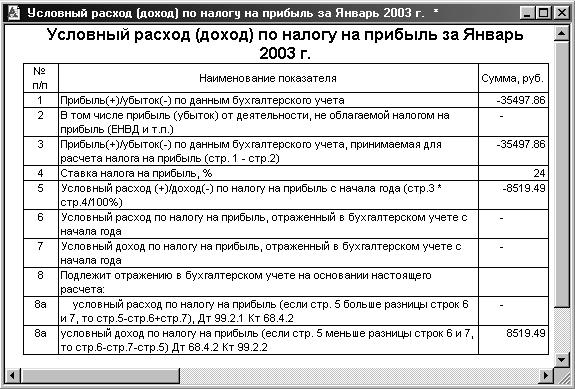 Условный расход (доход) по налогу на прибыль за Январь 2003 г. *
Условный расход (доход) по налогу на прибыль за Январь
2003 г.
№
п/п
Наименование показателя
Сумма, руб.
1 Прибыль(+)/убыток(-) по данным бухгалтерского учета -35497.86
2 В том числе прибыль (убыток) от деятельности, не облагаемой налогом на -
прибыль (ЕНВД и т.п.)
3 Прибыль(+)/убыток(-) по данным бухгалтерского учета, принимаемая для -35497.86
расчета налога на прибыль (стр. 1 - стр.2)
4 Ставка налога на прибыль, % 24
5 Условный расход (+)/доход(-) по налогу на прибыль с начала года (стр.3 * -8519.49
стр.4/100%)
6 Условный расход по налогу на прибыль, отраженный в бухгалтерском учете с -
начала года
7 Условный доход по налогу на прибыль, отраженный в бухгалтерском учете с -
начала года
8 Подлежит отражению в бухгалтерском учете на основании настоящего
расчета:
8а условный расход по налогу на прибыль (если стр. 5 больше разницы строк 6 -
и 7, то стр.5-стр.6+стр.7), Дт 99.2.1 Кт 68.4.2
8а условный доход по налогу на прибыль (если стр. 5 меньше разницы строк 6 и 7, 8519.49
то стр.6-стр.7-стр.5) Дт 68.4.2 Кт 99.2.2